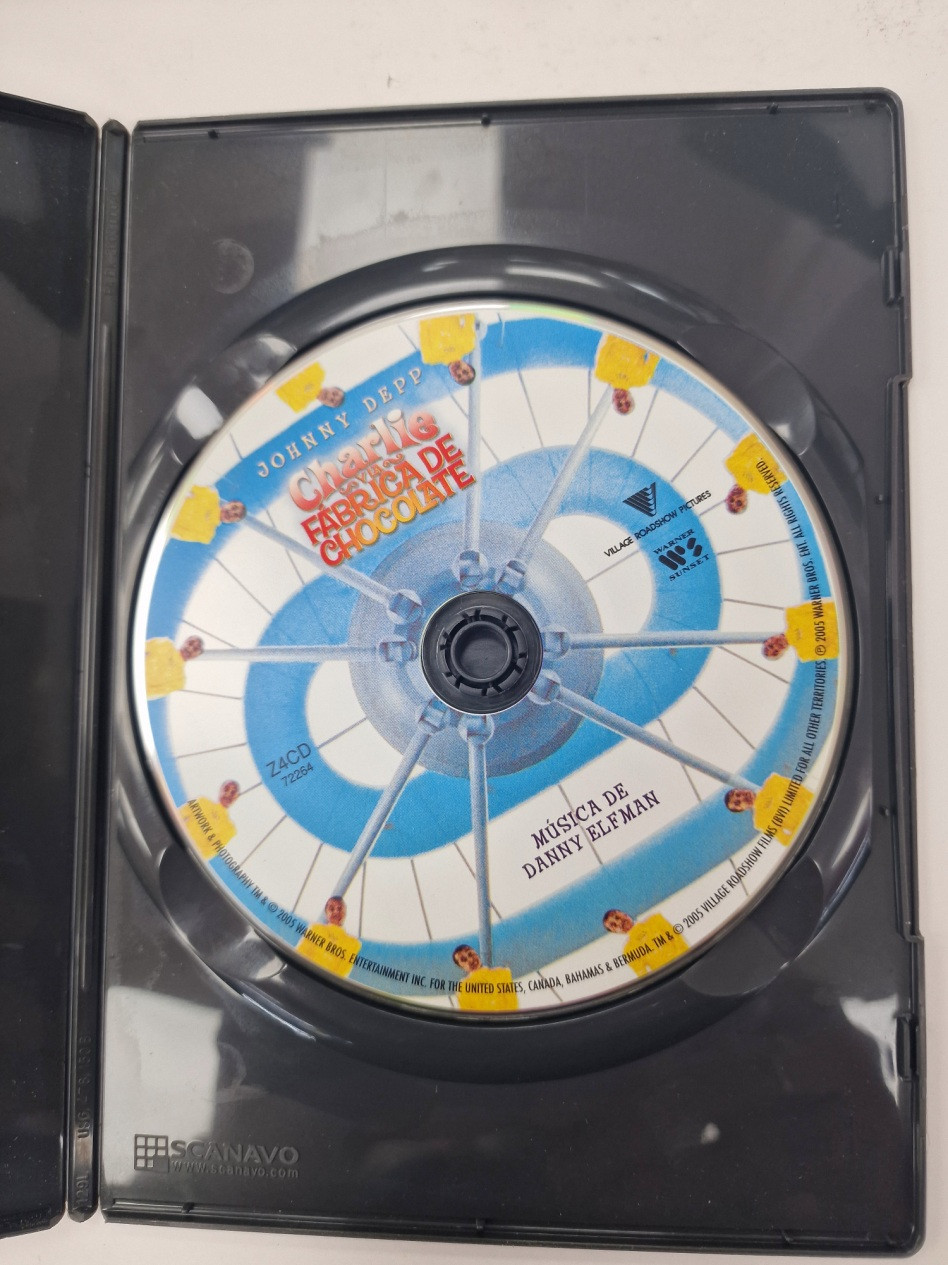 JOHNNY DEPP
Charlie
Y LA
FÁBRICA DE
CHOCOLATE
VILLAGE ROADSHOW PICTURES
WARNER
SUNSET
Z4CD
72264
MÚSICA DE
DANNY ELFMAN
ARTWORK & PHOTOGRAPHY TM & © 2005 WARNER BROS. ENTERTAINMENT INC. FOR THE UNITED STATES, CANADA, BAHAMAS & BERMUDA. TM & © 2005 VILLAGE ROADSHOW FILMS (BVI) LIMITED FOR ALL OTHER TERRITORIES. ℗ 2005 WARNER BROS. ENT. ALL RIGHTS RESERVED.
SCANAVO
www.scanavo.com